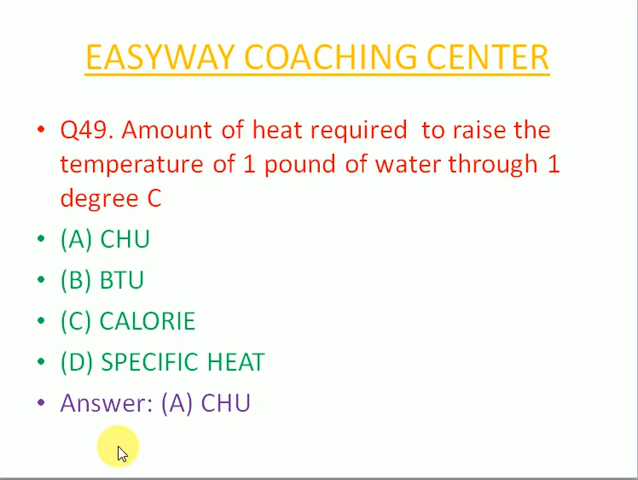 EASYWAY COACHING CENTER
• Q49. Amount of heat required  to raise the
temperature of 1 pound of water through 1
degree C
• (A) CHU
• (B) BTU
• (C) CALORIE
• (D) SPECIFIC HEAT
• Answer: (A) CHU